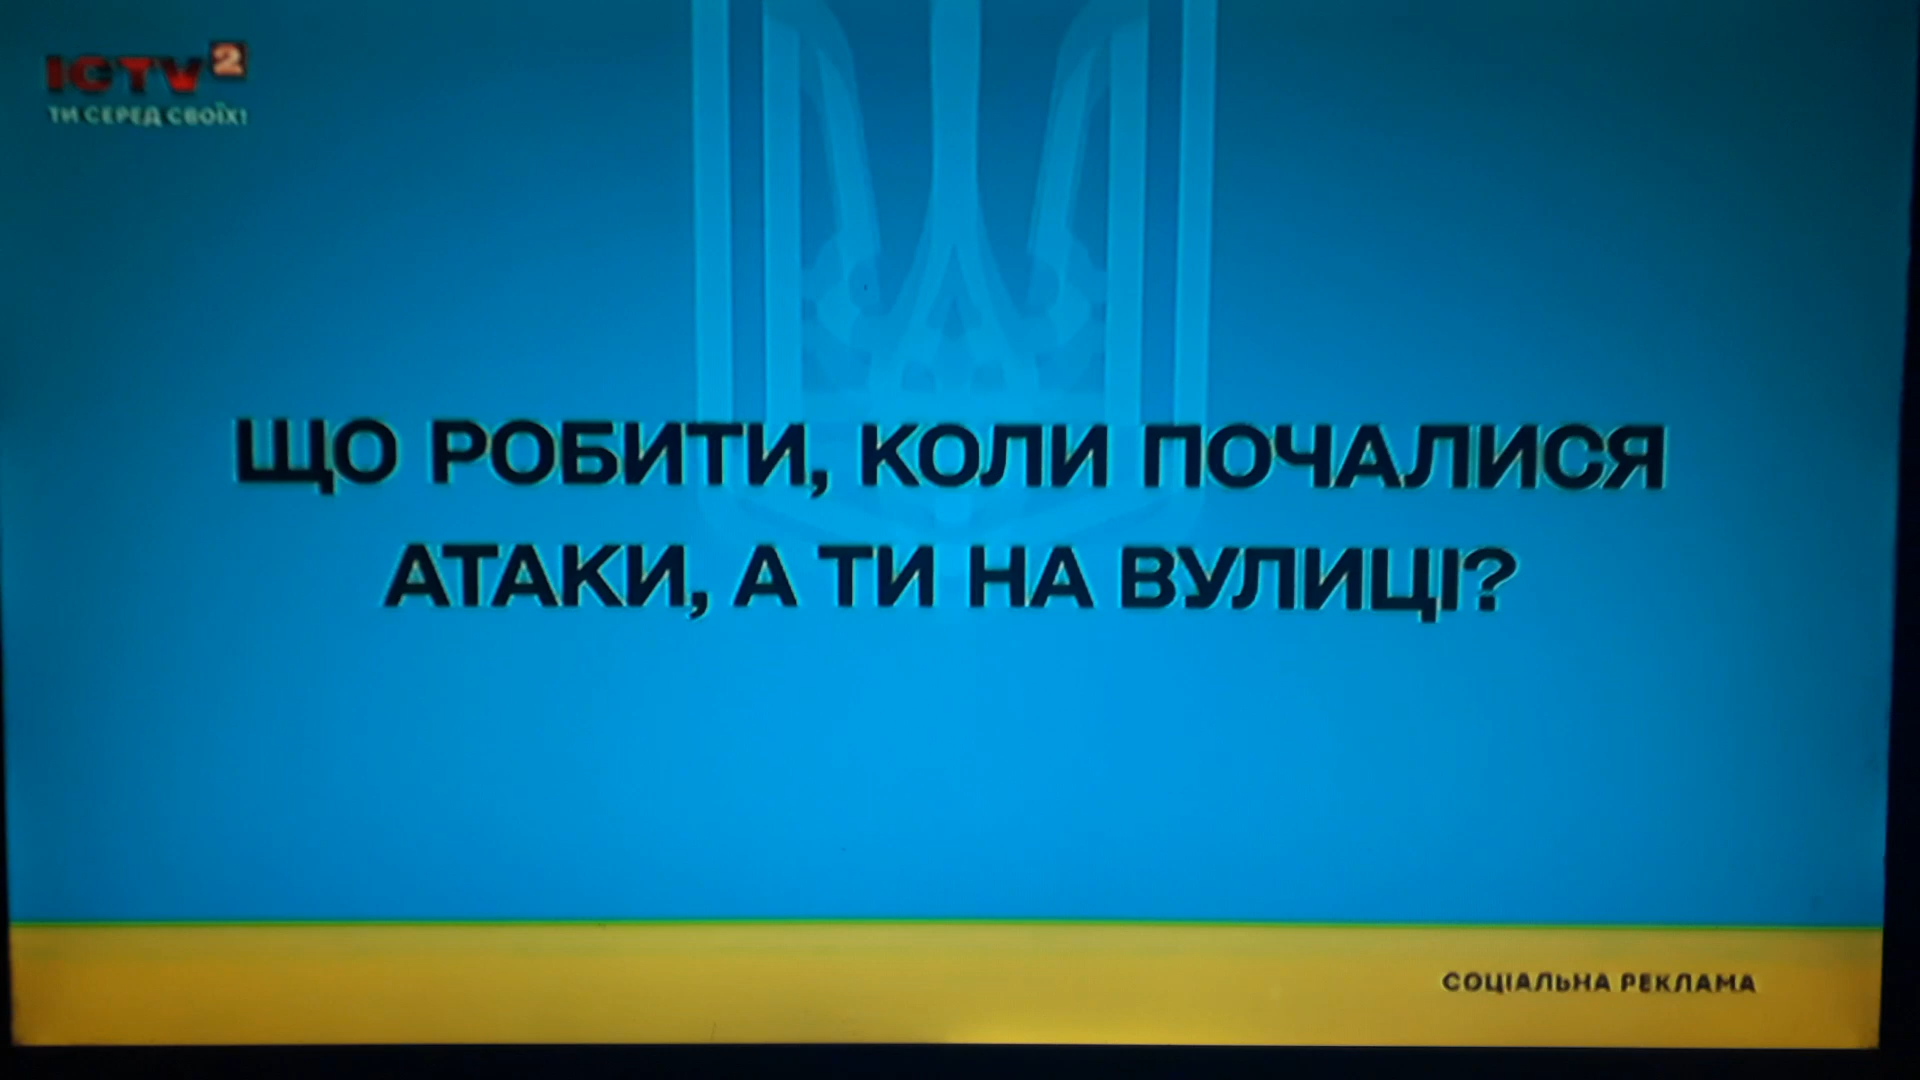 ICTV2
ТИ СЕРЕД СВОЇХ!
ЩО РОБИТИ, КОЛИ ПОЧАЛИСЯ
АТАКИ, А ТИ НА ВУЛИЦІ?
СОЦІАЛЬНА РЕКЛАМА